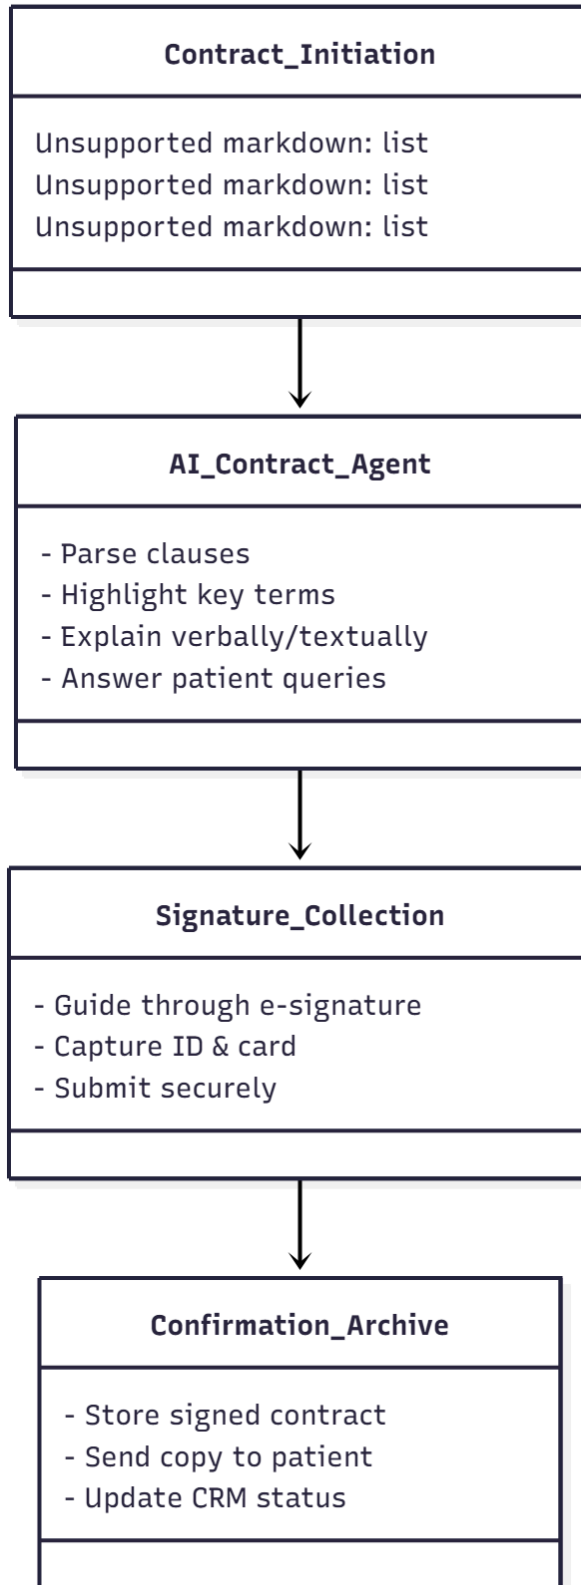 Contract_Initiation
Unsupported markdown: list
Unsupported markdown: list
Unsupported markdown: list
AI_Contract_Agent
- Parse clauses
- Highlight key terms
- Explain verbally/textually
- Answer patient queries
Signature_Collection
- Guide through e-signature
- Capture ID & card
- Submit securely
Confirmation_Archive
- Store signed contract
- Send copy to patient
- Update CRM status